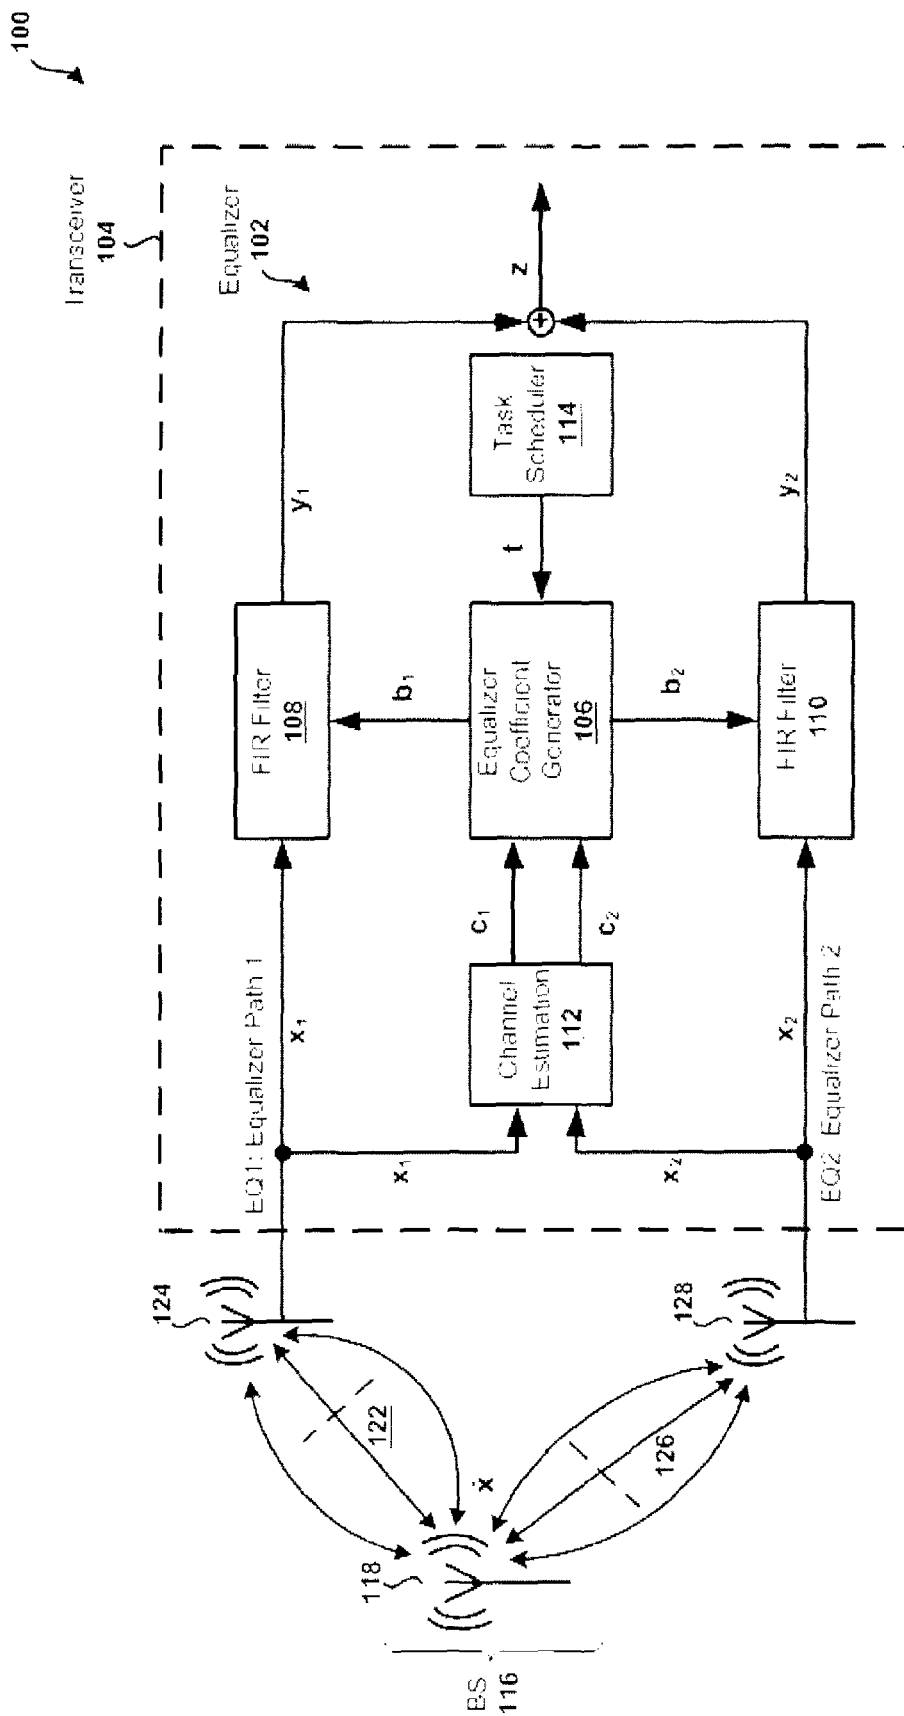 100
Transceiver
104
Equalizer
102
EQ1: Equalizer Path 1
x1
FIR Filter
108
y1
z
+
124
122
x1
b1
118
BS
116
x
Channel
Estimation
112
c1
c2
Equalizer
Coefficient
Generator
106
t
Task
Scheduler
114
128
126
x2
b2
EQ2 Equalizer Path 2
x2
FIR Filter
110
y2